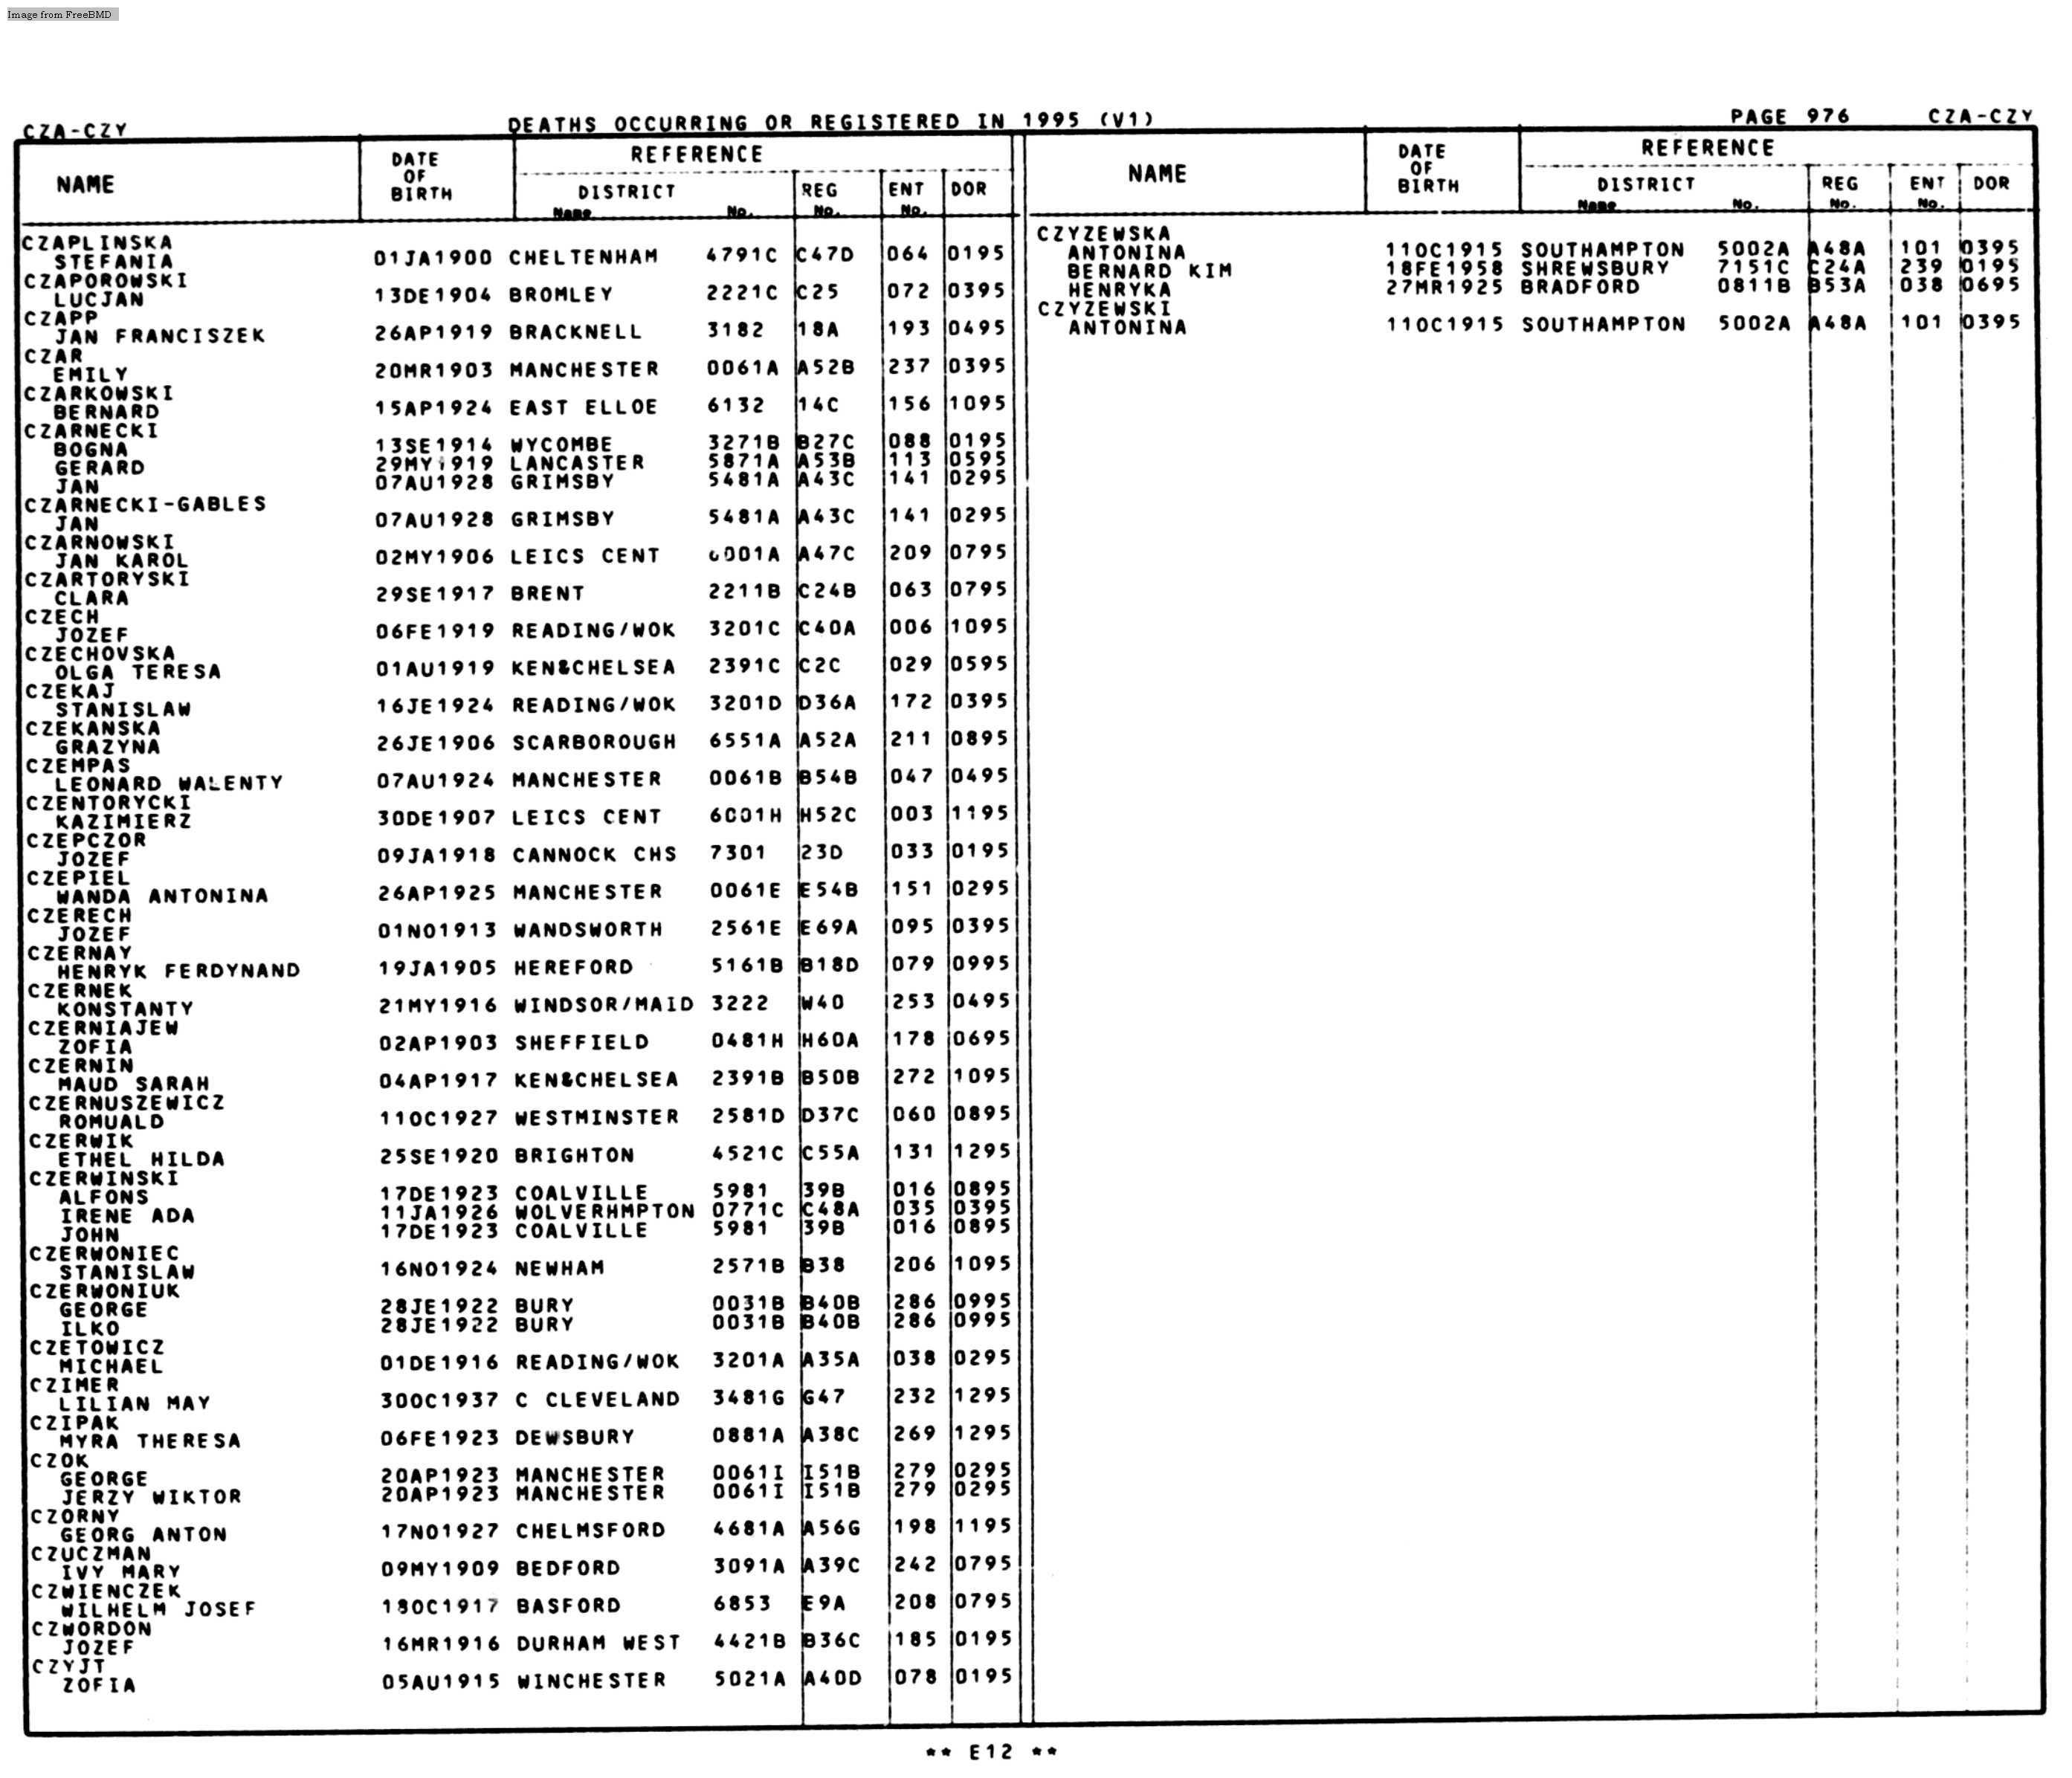 Image from FreeBMD
CZA-CZY DEATHS OCCURRING OR REGISTERED IN 1995 (V1) PAGE 976 CZA-CZY
NAME DATE OF BIRTH REFERENCE
DISTRICT REG ENT DOR
Name No. No. No.
CZAPLINSKA
STEFANIA 01JA1900 CHELTENHAM 4791C C47D 064 0195
CZAPOROWSKI
LUCJAN 13DE1904 BROMLEY 2221C C25 072 0395
CZAPP
JAN FRANCISZEK 26AP1919 BRACKNELL 3182 18A 193 0495
CZAR
EMILY 20MR1903 MANCHESTER 0061A A52B 237 0395
CZARKOWSKI
BERNARD 15AP1924 EAST ELLOE 6132 14C 156 1095
CZARNECKI
BOGNA 13SE1914 WYCOMBE 3271B B27C 088 0195
GERARD 29MY1919 LANCASTER 5871A A53B 113 0595
JAN 07AU1928 GRIMSBY 5481A A43C 141 0295
CZARNECKI-GABLES
JAN 07AU1928 GRIMSBY 5481A A43C 141 0295
CZARNOWSKI
JAN KAROL 02MY1906 LEICS CENT 6001A A47C 209 0795
CZARTORYSKI
CLARA 29SE1917 BRENT 2211B C24B 063 0795
CZECH
JOZEF 06FE1919 READING/WOK 3201C C40A 006 1095
CZECHOVSKA
OLGA TERESA 01AU1919 KEN&CHELSEA 2391C C2C 029 0595
CZEKAJ
STANISLAW 16JE1924 READING/WOK 3201D D36A 172 0395
CZEKANSKA
GRAZYNA 26JE1906 SCARBOROUGH 6551A A52A 211 0895
CZEMPAS
LEONARD WALENTY 07AU1924 MANCHESTER 0061B B54B 047 0495
CZENTORYCKI
KAZIMIERZ 30DE1907 LEICS CENT 6001H H52C 003 1195
CZEPCZOR
JOZEF 09JA1918 CANNOCK CHS 7301 23D 033 0195
CZEPIEL
WANDA ANTONINA 26AP1925 MANCHESTER 0061E E54B 151 0295
CZERECH
JOZEF 01NO1913 WANDSWORTH 2561E E69A 095 0395
CZERNAY
HENRYK FERDYNAND 19JA1905 HEREFORD 5161B B18D 079 0995
CZERNEK
KONSTANTY 21MY1916 WINDSOR/MAID 3222 W40 253 0495
CZERNIAJEW
ZOFIA 02AP1903 SHEFFIELD 0481H H60A 178 0695
CZERNIN
MAUD SARAH 04AP1917 KEN&CHELSEA 2391B B50B 272 1095
CZERNUSZEWICZ
ROMUALD 11OC1927 WESTMINSTER 2581D D37C 060 0895
CZERWIK
ETHEL HILDA 25SE1920 BRIGHTON 4521C C55A 131 1295
CZERWINSKI
ALFONS 17DE1923 COALVILLE 5981 39B 016 0895
IRENE ADA 11JA1926 WOLVERHMPTON 0771C C48A 035 0395
JOHN 17DE1923 COALVILLE 5981 39B 016 0895
CZERWONIEC
STANISLAW 16NO1924 NEWHAM 2571B B38 206 1095
CZERWONIUK
GEORGE 28JE1922 BURY 0031B B40B 286 0995
ILKO 28JE1922 BURY 0031B B40B 286 0995
CZETOWICZ
MICHAEL 01DE1916 READING/WOK 3201A A35A 038 0295
CZIMER
LILIAN MAY 30OC1937 C CLEVELAND 3481G G47 232 1295
CZIPAK
MYRA THERESA 06FE1923 DEWSBURY 0881A A38C 269 1295
CZOK
GEORGE 20AP1923 MANCHESTER 0061I I51B 279 0295
JERZY WIKTOR 20AP1923 MANCHESTER 0061I I51B 279 0295
CZORNY
GEORG ANTON 17NO1927 CHELMSFORD 4681A A56G 198 1195
CZUCZMAN
IVY MARY 09MY1909 BEDFORD 3091A A39C 242 0795
CZWIENCZEK
WILHELM JOSEF 18OC1917 BASFORD 6853 E9A 208 0795
CZWORDON
JOZEF 16MR1916 DURHAM WEST 4421B B36C 185 0195
CZYJT
ZOFIA 05AU1915 WINCHESTER 5021A A40D 078 0195
NAME DATE OF BIRTH REFERENCE
DISTRICT REG ENT DOR
Name No. No. No.
CZYZEWSKA
ANTONINA 11OC1915 SOUTHAMPTON 5002A A48A 101 0395
BERNARD KIM 18FE1958 SHREWSBURY 7151C C24A 239 0195
HENRYKA 27MR1925 BRADFORD 0811B B53A 038 0695
CZYZEWSKI
ANTONINA 11OC1915 SOUTHAMPTON 5002A A48A 101 0395
** E12 **